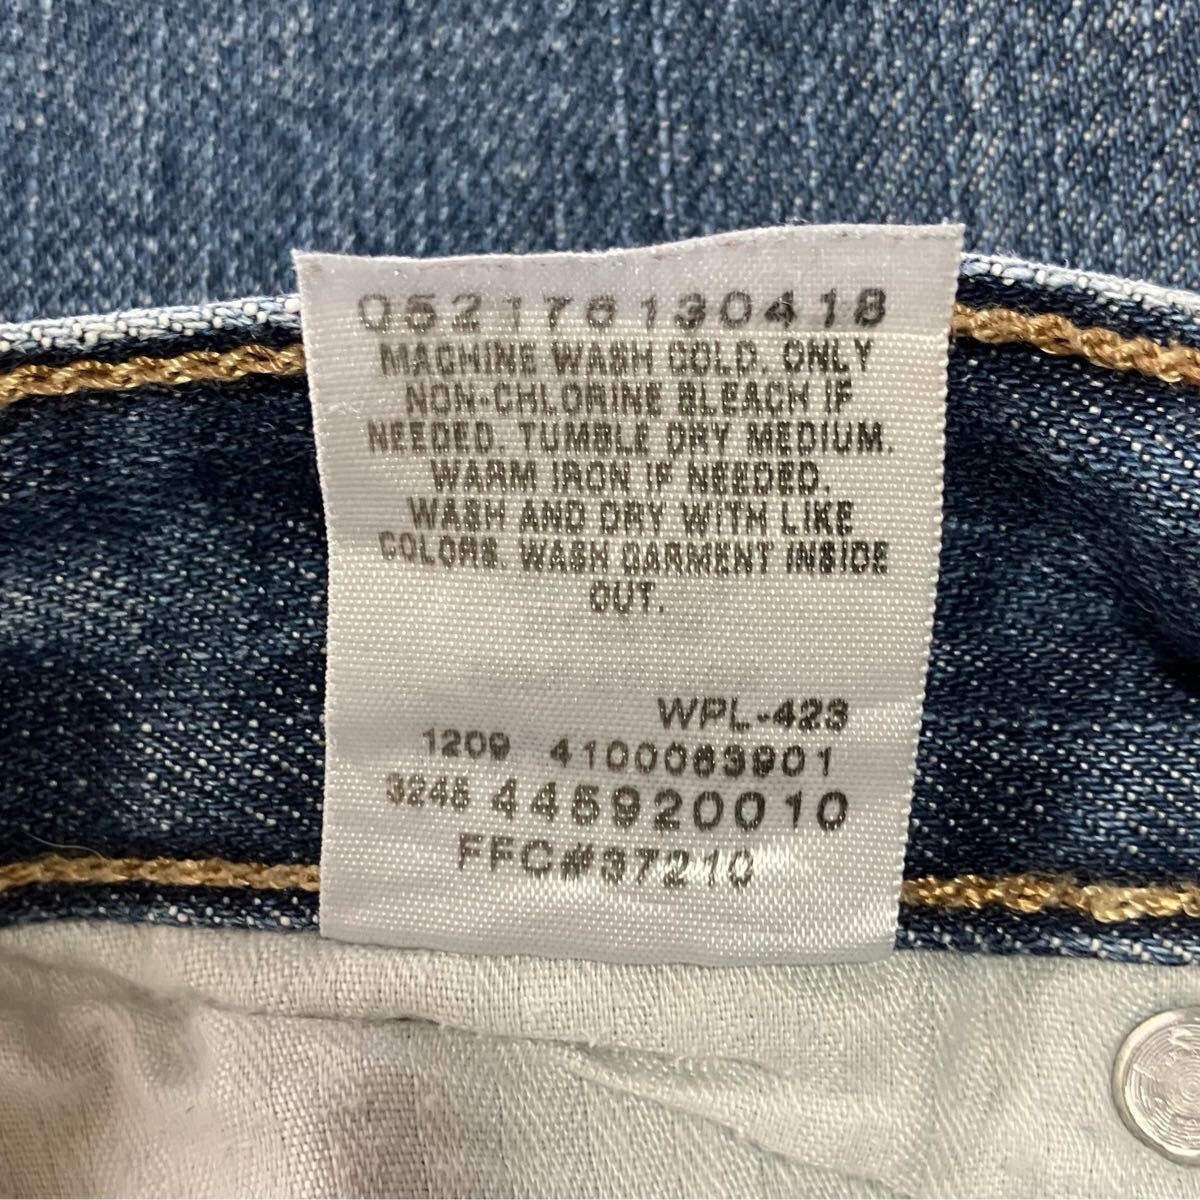 052176130418
MACHINE WASH COLD. ONLY
NON-CHLORINE BLEACH IF
NEEDED. TUMBLE DRY MEDIUM.
WARM IRON IF NEEDED.
WASH AND DRY WITH LIKE
COLORS. WASH GARMENT INSIDE
OUT.
WPL-423
1209 4100063901
3248 445920010
FFC#37210